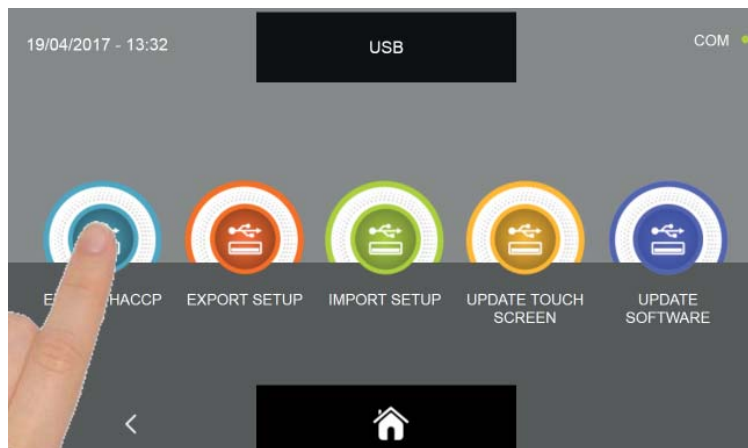 19/04/2017 - 13:32
USB
COM
HACCP
EXPORT SETUP
IMPORT SETUP
UPDATE TOUCH
SCREEN
UPDATE
SOFTWARE